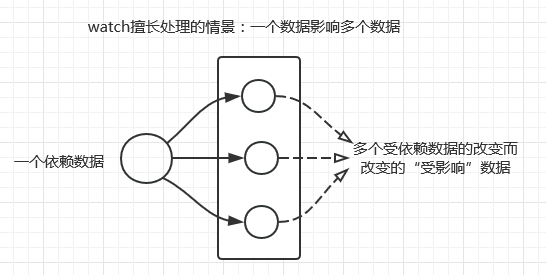 watch擅长处理的情景：一个数据影响多个数据
一个依赖数据
多个受依赖数据的改变而
改变的“受影响”数据